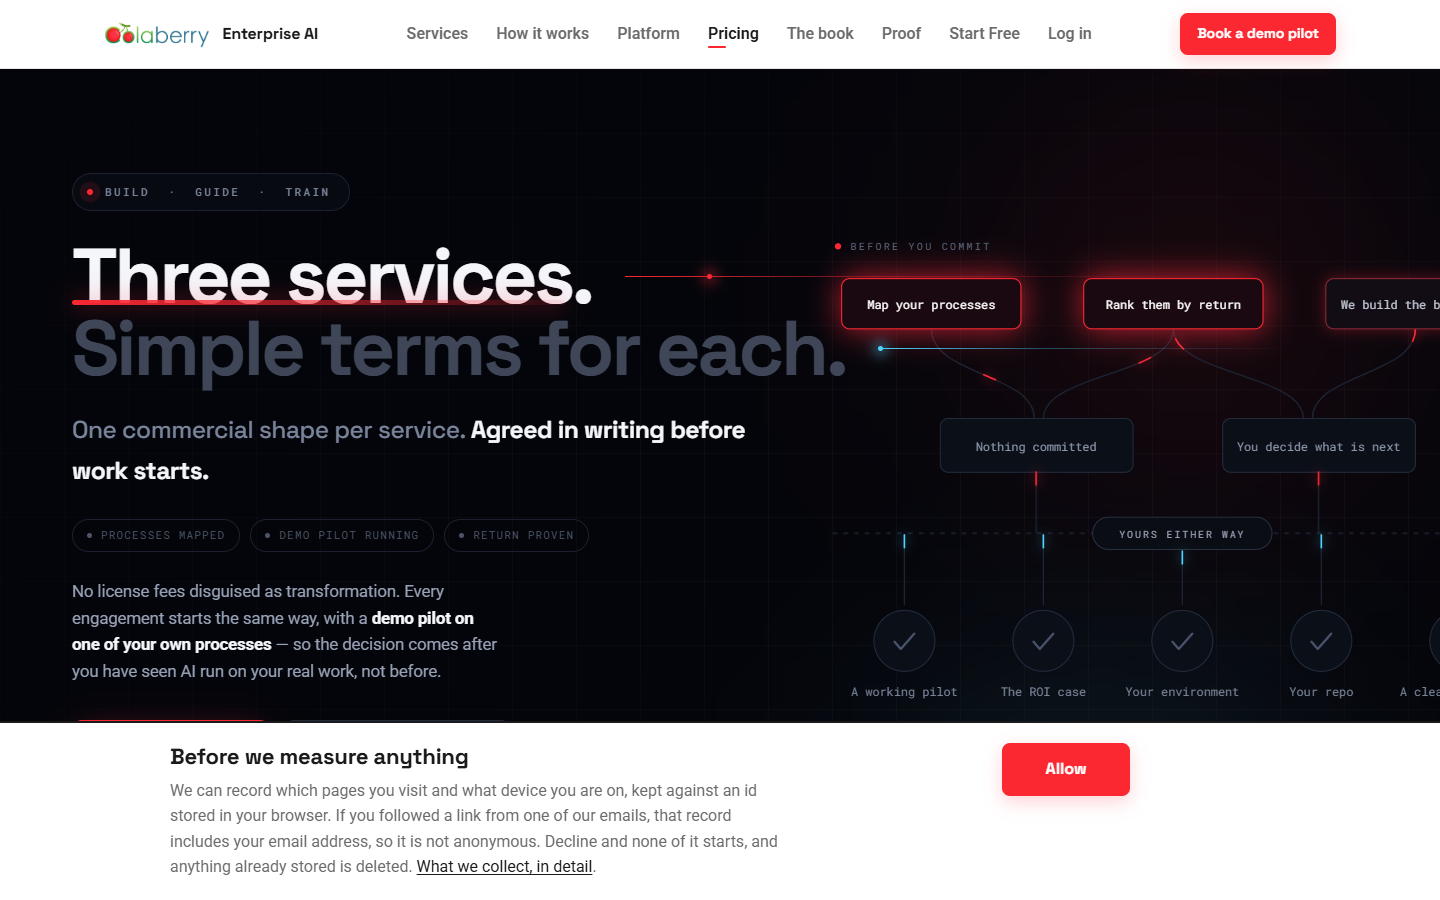 laberry Enterprise AI
Services How it works Platform Pricing The book Proof Start Free Log in
Book a demo pilot
BUILD · GUIDE · TRAIN
Three services.
Simple terms for each.
One commercial shape per service. Agreed in writing before
work starts.
PROCESSES MAPPED
DEMO PILOT RUNNING
RETURN PROVEN
No license fees disguised as transformation. Every
engagement starts the same way, with a demo pilot on
one of your own processes — so the decision comes after
you have seen AI run on your real work, not before.
BEFORE YOU COMMIT
Map your processes
Rank them by return
We build the b
Nothing committed
You decide what is next
YOURS EITHER WAY
A working pilot
The ROI case
Your environment
Your repo
A clea
Before we measure anything
We can record which pages you visit and what device you are on, kept against an id
stored in your browser. If you followed a link from one of our emails, that record
includes your email address, so it is not anonymous. Decline and none of it starts, and
anything already stored is deleted. What we collect, in detail.
Allow